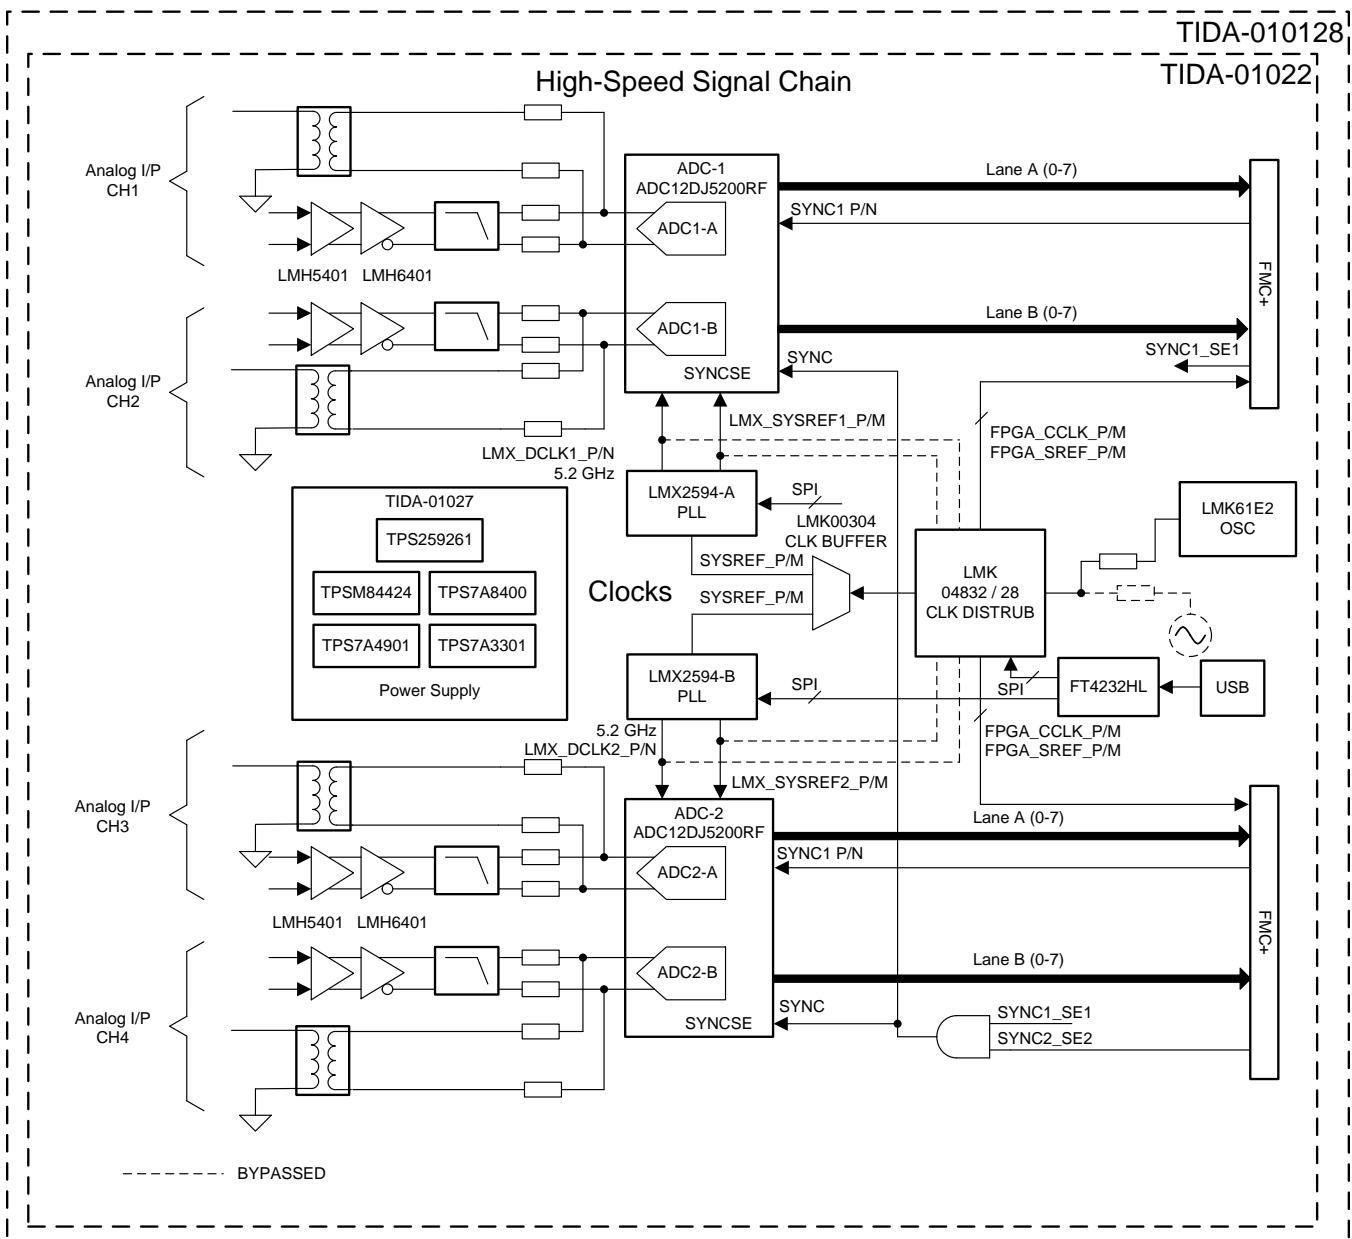 TIDA-010128
TIDA-01022
High-Speed Signal Chain
Analog I/P
CH1
LMH5401 LMH6401
ADC-1
ADC12DJ5200RF
ADC1-A
Lane A (0-7)
SYNC1 P/N
FMC+
Analog I/P
CH2
ADC1-B
SYNCSE
Lane B (0-7)
SYNC1_SE1
SYNC
LMX_DCLK1_P/N
5.2 GHz
LMX_SYSREF1_P/M
FPGA_CCLK_P/M
FPGA_SREF_P/M
LMX2594-A
PLL
SPI
LMK00304
CLK BUFFER
SYSREF_P/M
SYSREF_P/M
Clocks
LMK
04832 / 28
CLK DISTRUB
LMK61E2
OSC
TIDA-01027
TPS259261
TPSM84424
TPS7A8400
TPS7A4901
TPS7A3301
Power Supply
LMX2594-B
PLL
SPI
SPI
FT4232HL
USB
5.2 GHz
LMX_DCLK2_P/N
LMX_SYSREF2_P/M
FPGA_CCLK_P/M
FPGA_SREF_P/M
Analog I/P
CH3
LMH5401 LMH6401
ADC-2
ADC12DJ5200RF
ADC2-A
Lane A (0-7)
SYNC1 P/N
FMC+
Analog I/P
CH4
ADC2-B
SYNCSE
Lane B (0-7)
SYNC
SYNC1_SE1
SYNC2_SE2
BYPASSED